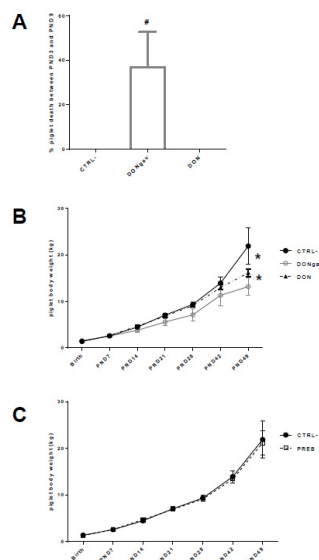 A
% piglet death between PND3 and PND9
60
#
40
20
0
CTRL-
DONgav
DON
B
piglet body weight (kg)
30
20
10
0
*
*
CTRL-
DONga
DON
Birth
PND7
PND14
PND21
PND28
PND42
PND49
C
piglet body weight (kg)
30
20
10
0
CTRL-
PREB
Birth
PND7
PND14
PND21
PND28
PND42
PND49